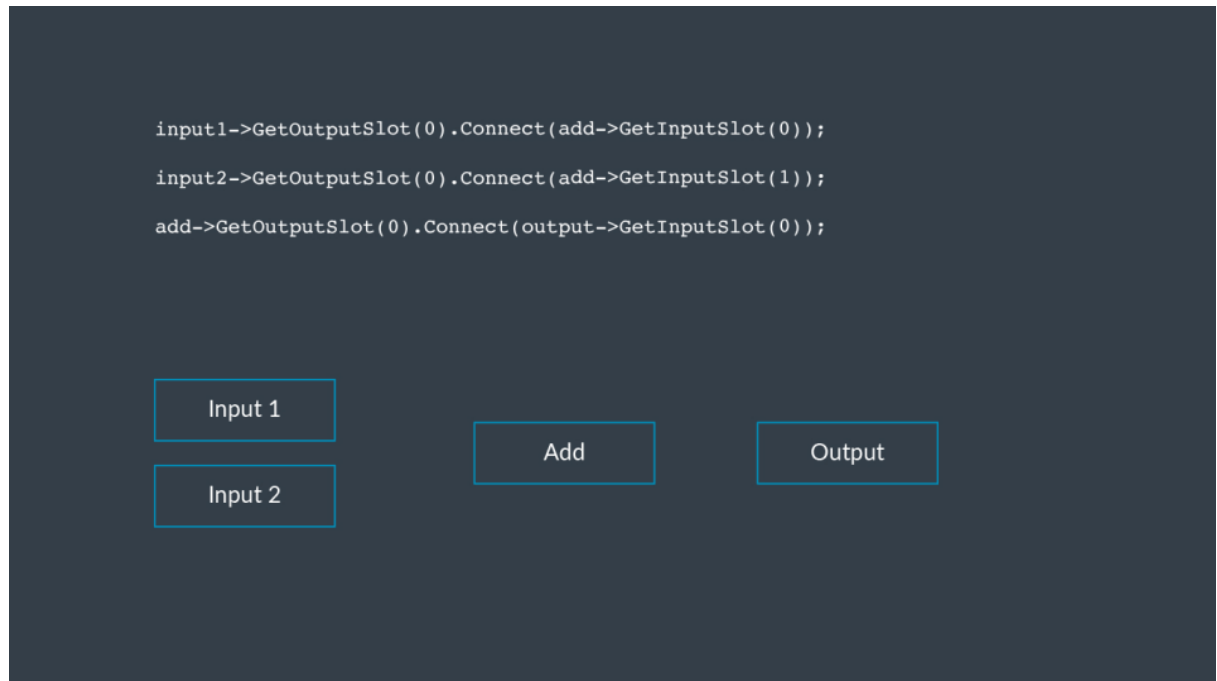 input1->GetOutputSlot(0).Connect(add->GetInputSlot(0));
input2->GetOutputSlot(0).Connect(add->GetInputSlot(1));
add->GetOutputSlot(0).Connect(output->GetInputSlot(0));
Input 1
Input 2
Add
Output